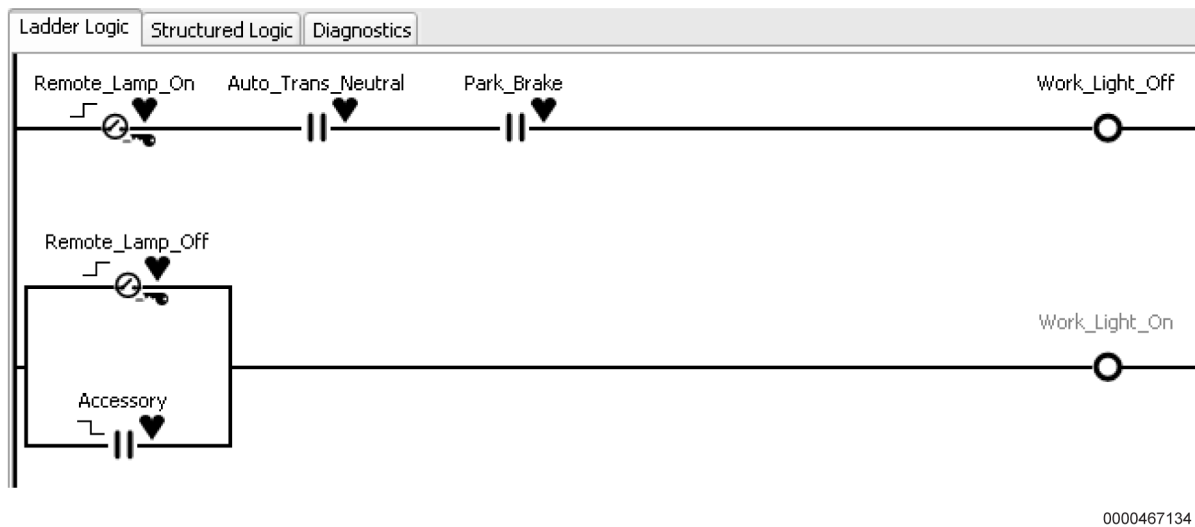 Ladder Logic Structured Logic Diagnostics
Remote_Lamp_On Auto_Trans_Neutral Park_Brake Work_Light_Off
Remote_Lamp_Off
Work_Light_On
Accessory
0000467134